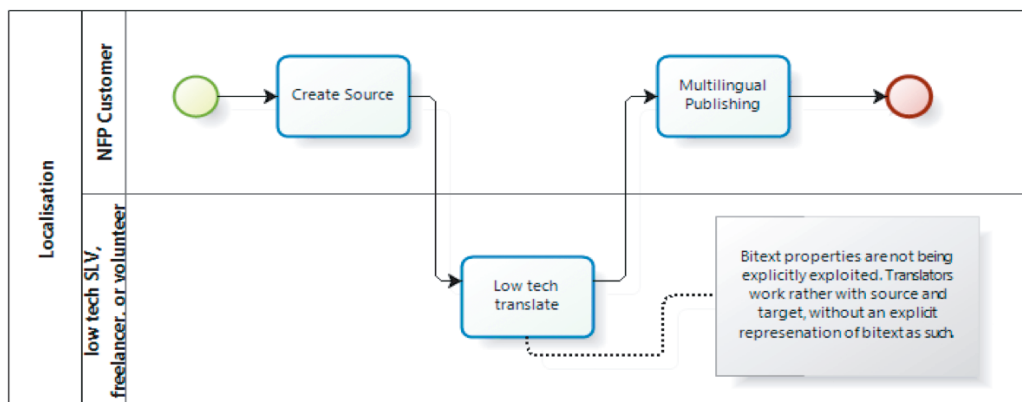 Localisation
NFP Customer
Create Source
Multilingual
Publishing
low tech SLV,
freelancer, or volunteer
Low tech
translate
Bitext properties are not being
explicitly exploited. Translators
work rather with source and
target, without an explicit
represenation of bitext as such.